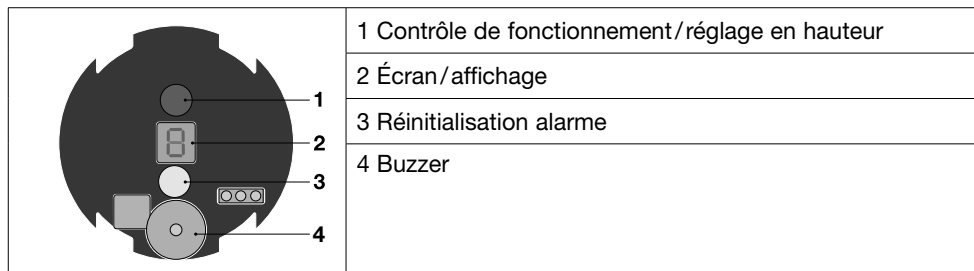 1 Contrôle de fonctionnement/réglage en hauteur
2 Écran/affichage
3 Réinitialisation alarme
4 Buzzer
8
1
2
3
4